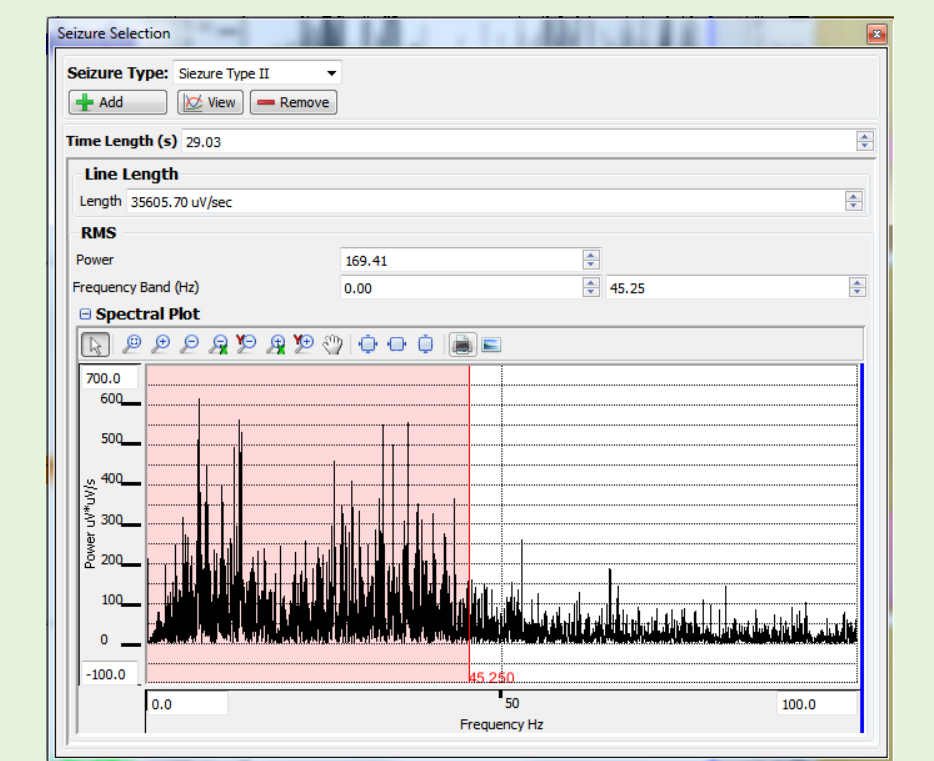 Seizure Selection
Seizure Type: Siezure Type II
Add View Remove
Time Length (s) 29.03
Line Length
Length 35605.70 uV/sec
RMS
Power 169.41
Frequency Band (Hz) 0.00 45.25
Spectral Plot
700.0
600
500
400
300
200
100
0
-100.0
Power uV*uV/s
45.250
0.0 50 100.0
Frequency Hz